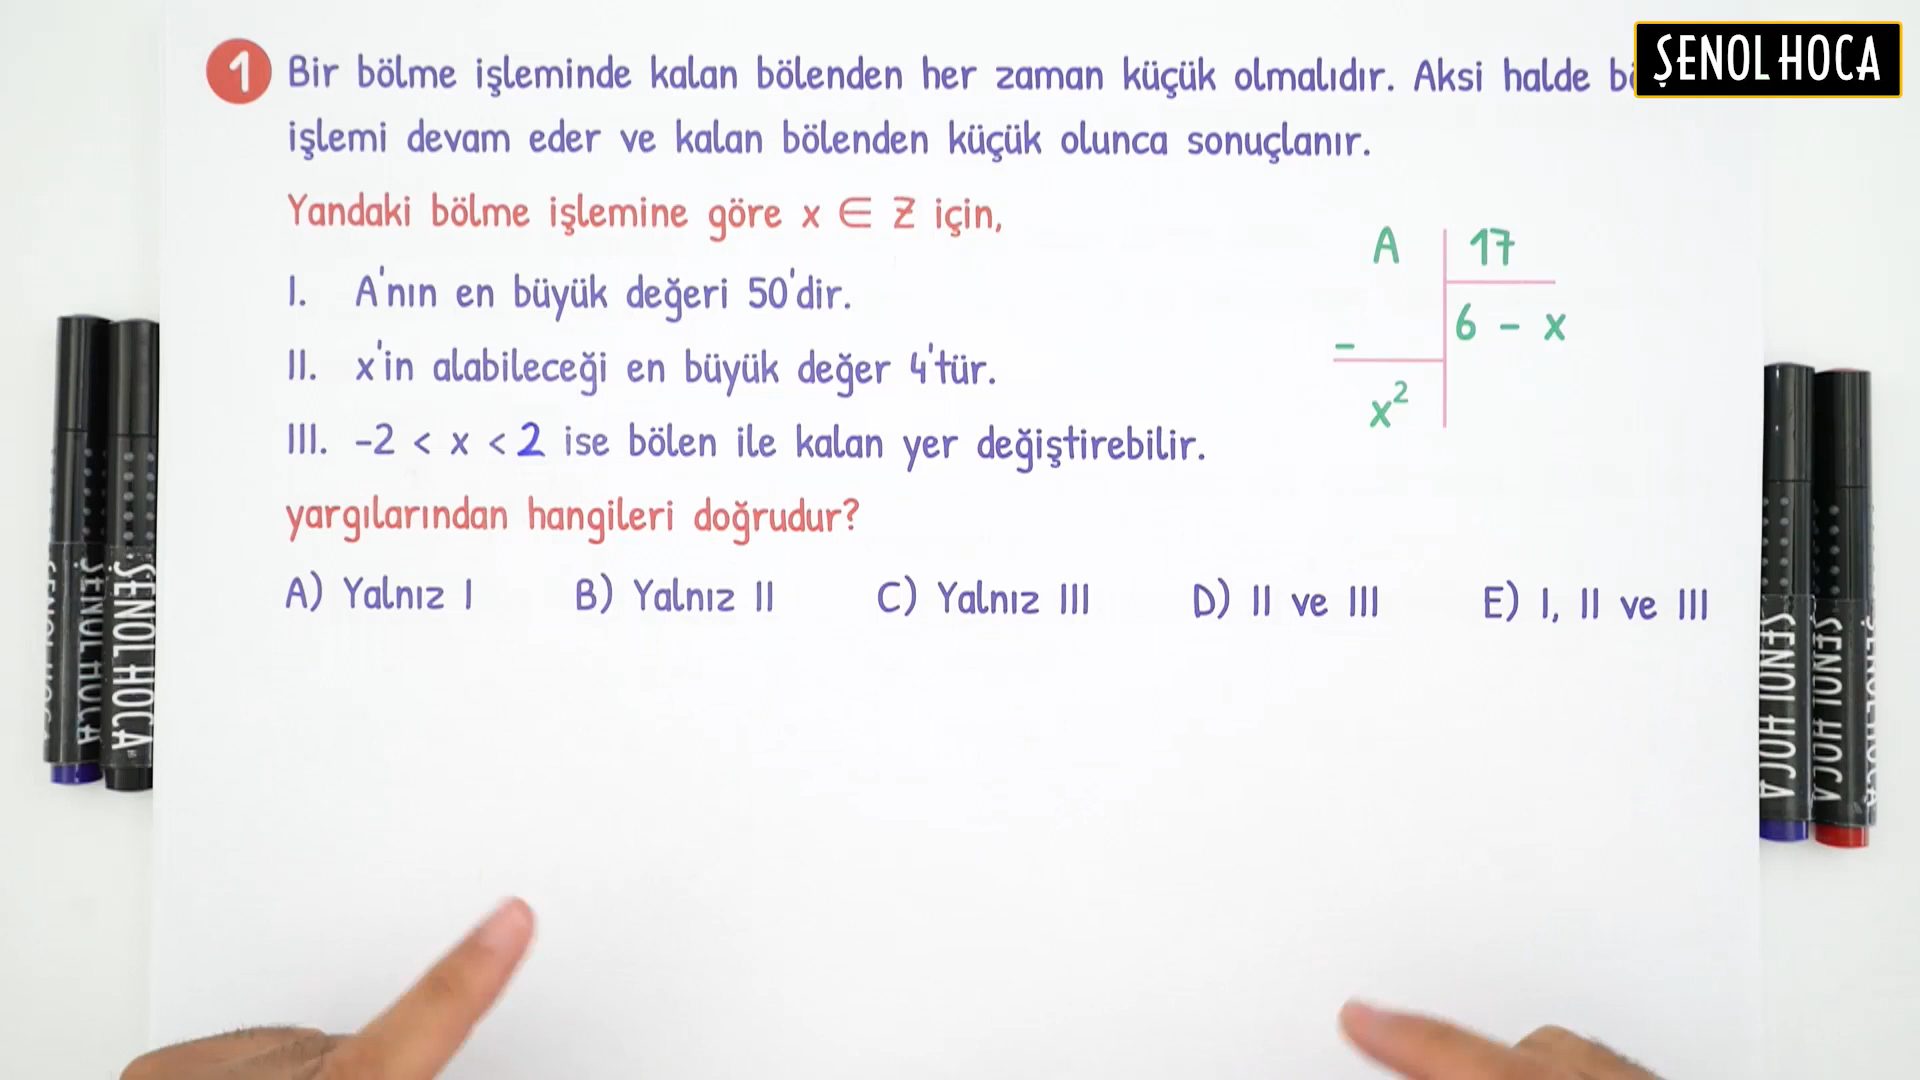 ŞENOL HOCA
1 Bir bölme işleminde kalan bölenden her zaman küçük olmalıdır. Aksi halde
işlemi devam eder ve kalan bölenden küçük olunca sonuçlanır.
Yandaki bölme işlemine göre x ∈ Z için,
I. A'nın en büyük değeri 50'dir.
II. x'in alabileceği en büyük değer 4'tür.
III. -2 < x < 2 ise bölen ile kalan yer değiştirebilir.
A 17
6 - x
-
x²
yargılarından hangileri doğrudur?
A) Yalnız I B) Yalnız II C) Yalnız III D) II ve III E) I, II ve III
ŞENOL HOCA
ŞENOL HOCA
ŞENOL HOCA
ŞENOL HOCA